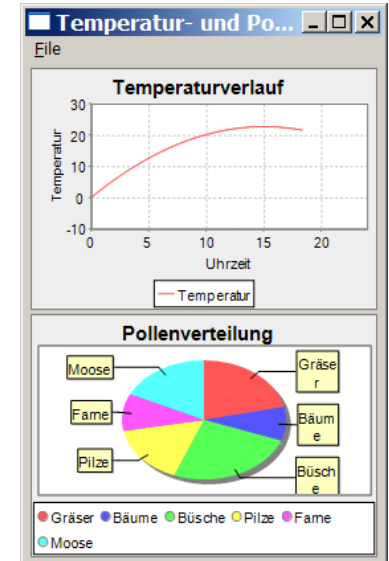 Temperatur- und Po...
File
Temperaturverlauf
30
20
10
0
-10
Temperatur
0 5 10 15 20
Uhrzeit
Temperatur
Pollenverteilung
Moose
Gräse
r
Farne
Bäum
e
Pilze
Büsch
e
Gräser Bäume Büsche Pilze Farne
Moose